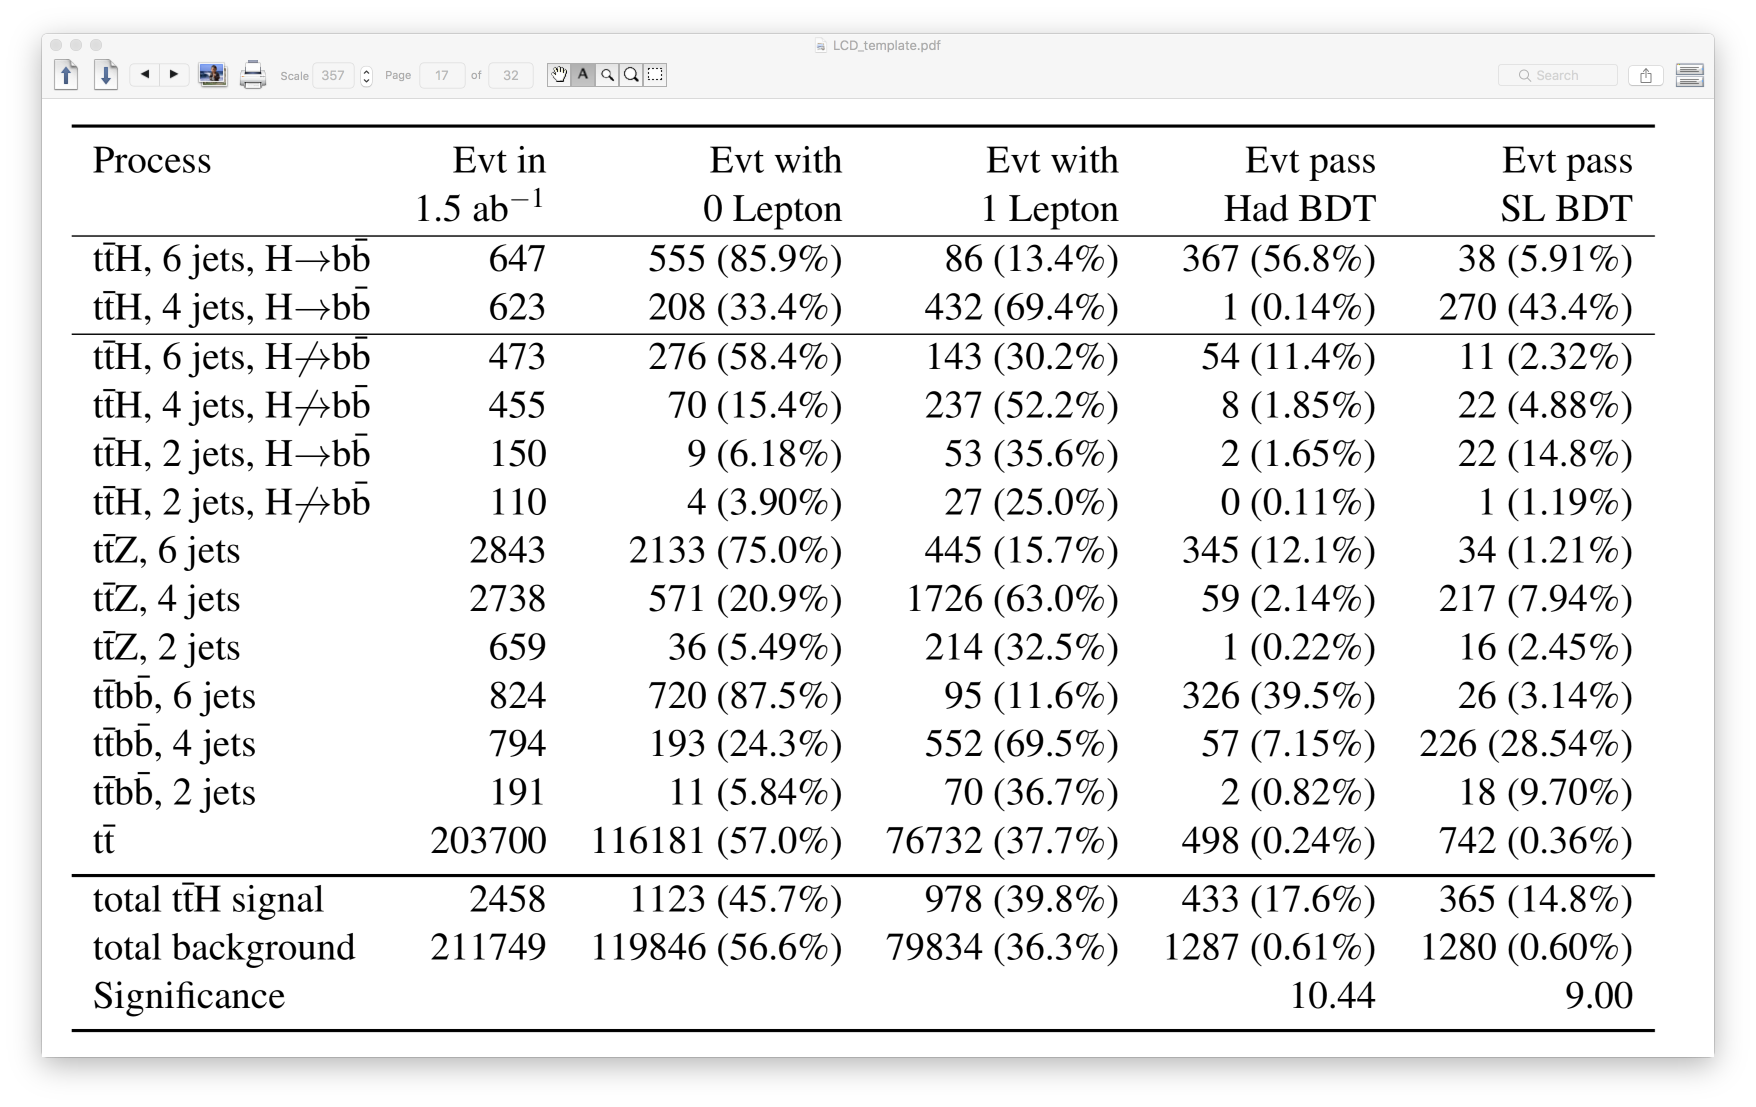 LCD_template.pdf
Scale 357 Page 17 of 32 A Search
Process Evt in Evt with Evt with Evt pass Evt pass
1.5 ab⁻¹ 0 Lepton 1 Lepton Had BDT SL BDT
tt̄H, 6 jets, H→bb̄ 647 555 (85.9%) 86 (13.4%) 367 (56.8%) 38 (5.91%)
tt̄H, 4 jets, H→bb̄ 623 208 (33.4%) 432 (69.4%) 1 (0.14%) 270 (43.4%)
tt̄H, 6 jets, H↛bb̄ 473 276 (58.4%) 143 (30.2%) 54 (11.4%) 11 (2.32%)
tt̄H, 4 jets, H↛bb̄ 455 70 (15.4%) 237 (52.2%) 8 (1.85%) 22 (4.88%)
tt̄H, 2 jets, H→bb̄ 150 9 (6.18%) 53 (35.6%) 2 (1.65%) 22 (14.8%)
tt̄H, 2 jets, H↛bb̄ 110 4 (3.90%) 27 (25.0%) 0 (0.11%) 1 (1.19%)
tt̄Z, 6 jets 2843 2133 (75.0%) 445 (15.7%) 345 (12.1%) 34 (1.21%)
tt̄Z, 4 jets 2738 571 (20.9%) 1726 (63.0%) 59 (2.14%) 217 (7.94%)
tt̄Z, 2 jets 659 36 (5.49%) 214 (32.5%) 1 (0.22%) 16 (2.45%)
tt̄bb̄, 6 jets 824 720 (87.5%) 95 (11.6%) 326 (39.5%) 26 (3.14%)
tt̄bb̄, 4 jets 794 193 (24.3%) 552 (69.5%) 57 (7.15%) 226 (28.54%)
tt̄bb̄, 2 jets 191 11 (5.84%) 70 (36.7%) 2 (0.82%) 18 (9.70%)
tt̄ 203700 116181 (57.0%) 76732 (37.7%) 498 (0.24%) 742 (0.36%)
total tt̄H signal 2458 1123 (45.7%) 978 (39.8%) 433 (17.6%) 365 (14.8%)
total background 211749 119846 (56.6%) 79834 (36.3%) 1287 (0.61%) 1280 (0.60%)
Significance 10.44 9.00